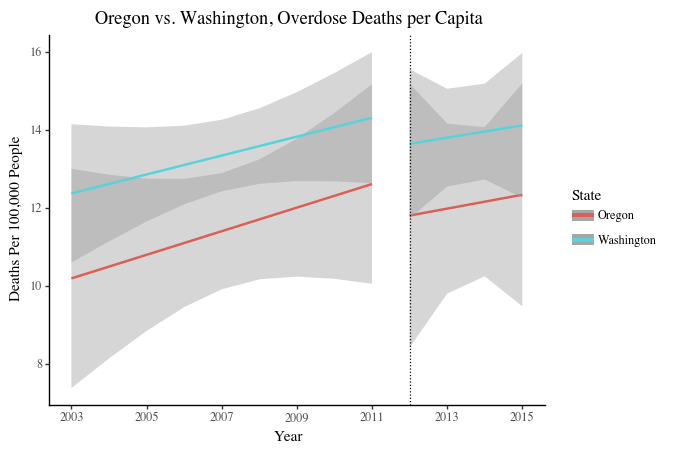 Oregon vs. Washington, Overdose Deaths per Capita
16
14
12
10
8
Deaths Per 100,000 People
2003
2005
2007
2009
2011
2013
2015
Year
State
Oregon
Washington